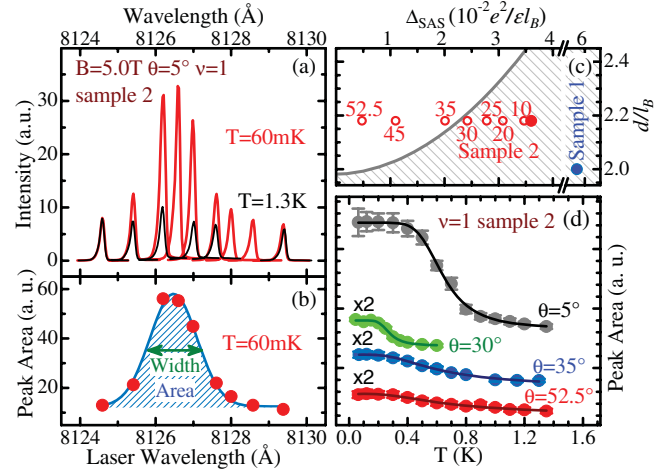 Wavelength (Å)
8124 8126 8128 8130
(a)
B=5.0T θ=5° ν=1
sample 2
T=60mK
T=1.3K
Intensity (a.u.)
30
20
10
0
(b)
T=60mK
Width
Area
Peak Area (a. u.)
60
40
20
8124 8126 8128 8130
Laser Wavelength (Å)
Δ_SAS (10⁻²e²/εl_B)
1 2 3 4 6
(c)
52.5 45 35 30 25 20 10
Sample 2
Sample 1
2.4
2.2
2.0
d/l_B
(d)
ν=1 sample 2
θ=5°
x2
θ=30°
x2
θ=35°
x2
θ=52.5°
Peak Area (a. u.)
0.0 0.4 0.8 1.2 1.6
T (K)